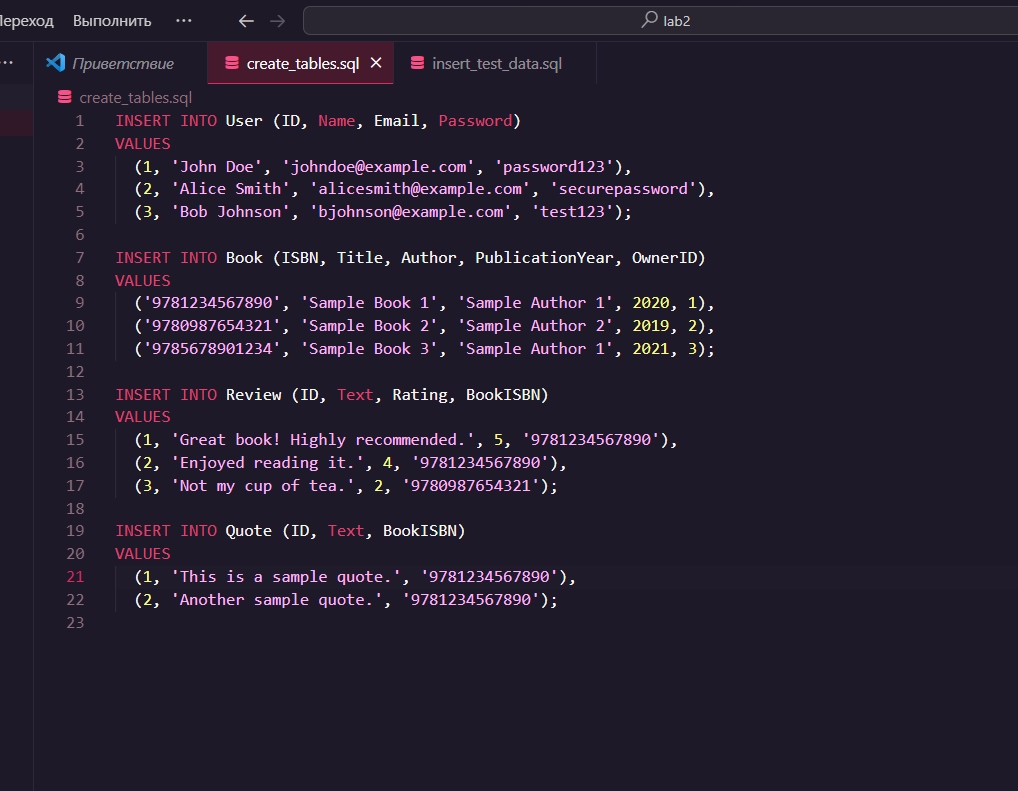 Переход Выполнить ··· ← → lab2
··· Приветствие create_tables.sql × insert_test_data.sql
create_tables.sql
1 INSERT INTO User (ID, Name, Email, Password)
2 VALUES
3 (1, 'John Doe', 'johndoe@example.com', 'password123'),
4 (2, 'Alice Smith', 'alicesmith@example.com', 'securepassword'),
5 (3, 'Bob Johnson', 'bjohnson@example.com', 'test123');
6
7 INSERT INTO Book (ISBN, Title, Author, PublicationYear, OwnerID)
8 VALUES
9 ('9781234567890', 'Sample Book 1', 'Sample Author 1', 2020, 1),
10 ('9780987654321', 'Sample Book 2', 'Sample Author 2', 2019, 2),
11 ('9785678901234', 'Sample Book 3', 'Sample Author 1', 2021, 3);
12
13 INSERT INTO Review (ID, Text, Rating, BookISBN)
14 VALUES
15 (1, 'Great book! Highly recommended.', 5, '9781234567890'),
16 (2, 'Enjoyed reading it.', 4, '9781234567890'),
17 (3, 'Not my cup of tea.', 2, '9780987654321');
18
19 INSERT INTO Quote (ID, Text, BookISBN)
20 VALUES
21 (1, 'This is a sample quote.', '9781234567890'),
22 (2, 'Another sample quote.', '9781234567890');
23